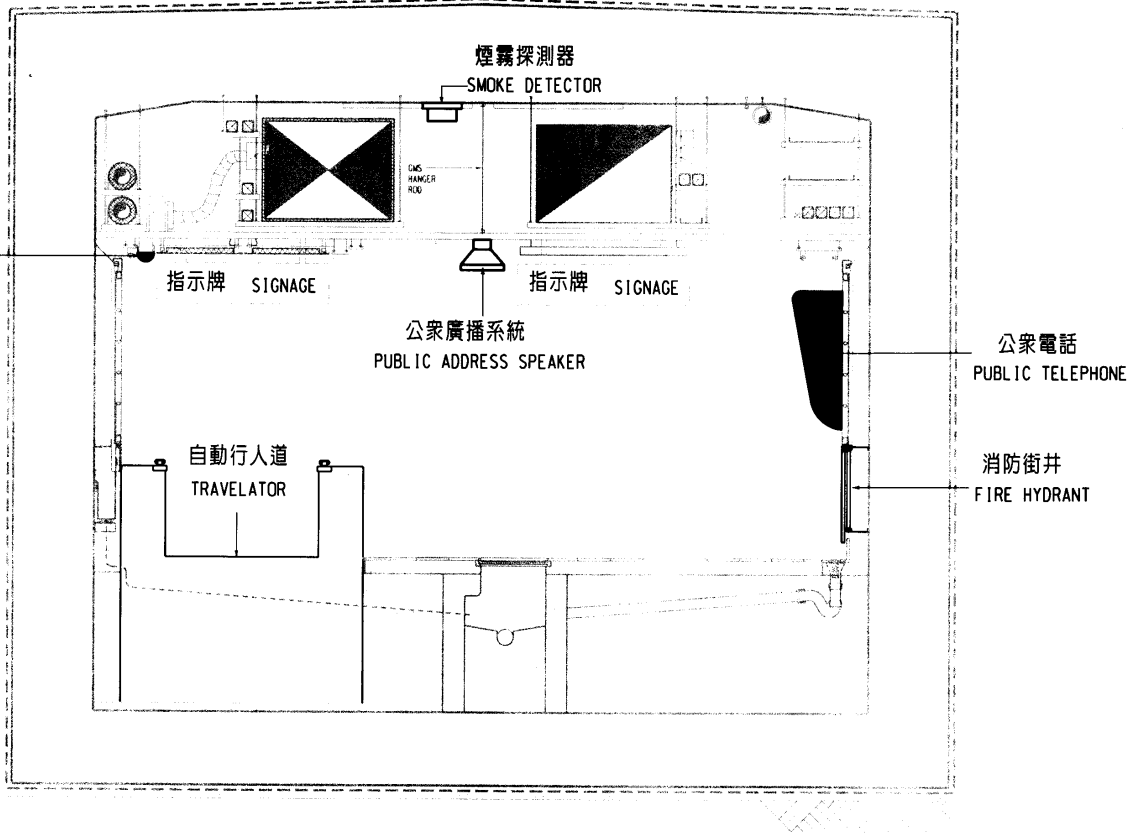 煙霧探測器
SMOKE DETECTOR
GMS
HANGER
ROD
指示牌 SIGNAGE
指示牌 SIGNAGE
公眾廣播系統
PUBLIC ADDRESS SPEAKER
公眾電話
PUBLIC TELEPHONE
自動行人道
TRAVELATOR
消防街井
FIRE HYDRANT